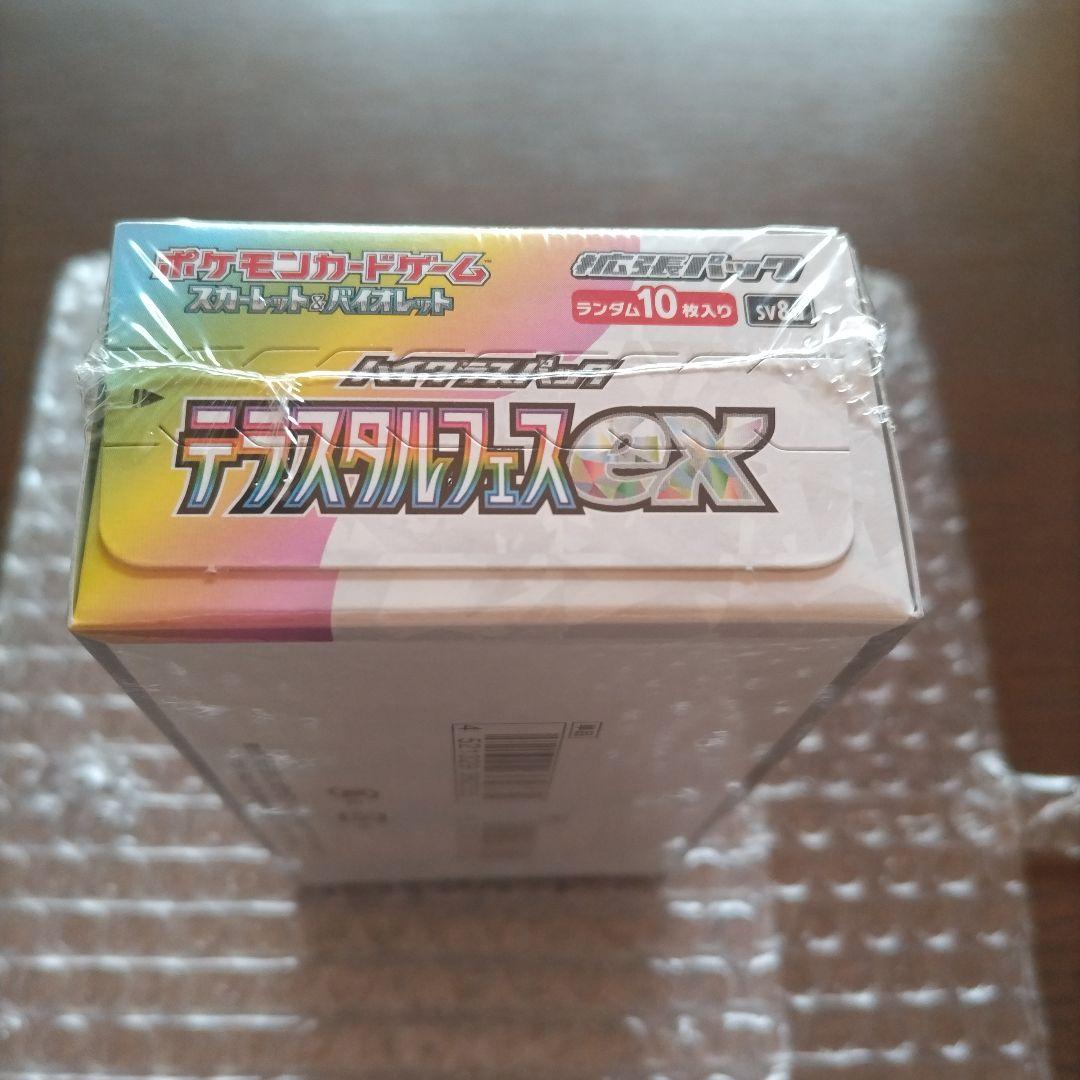 ポケモンカードゲーム
スカーレット&バイオレット
拡張パック
ランダム10枚入り
SV8a
ハイクラスパック
テラスタルフェスex